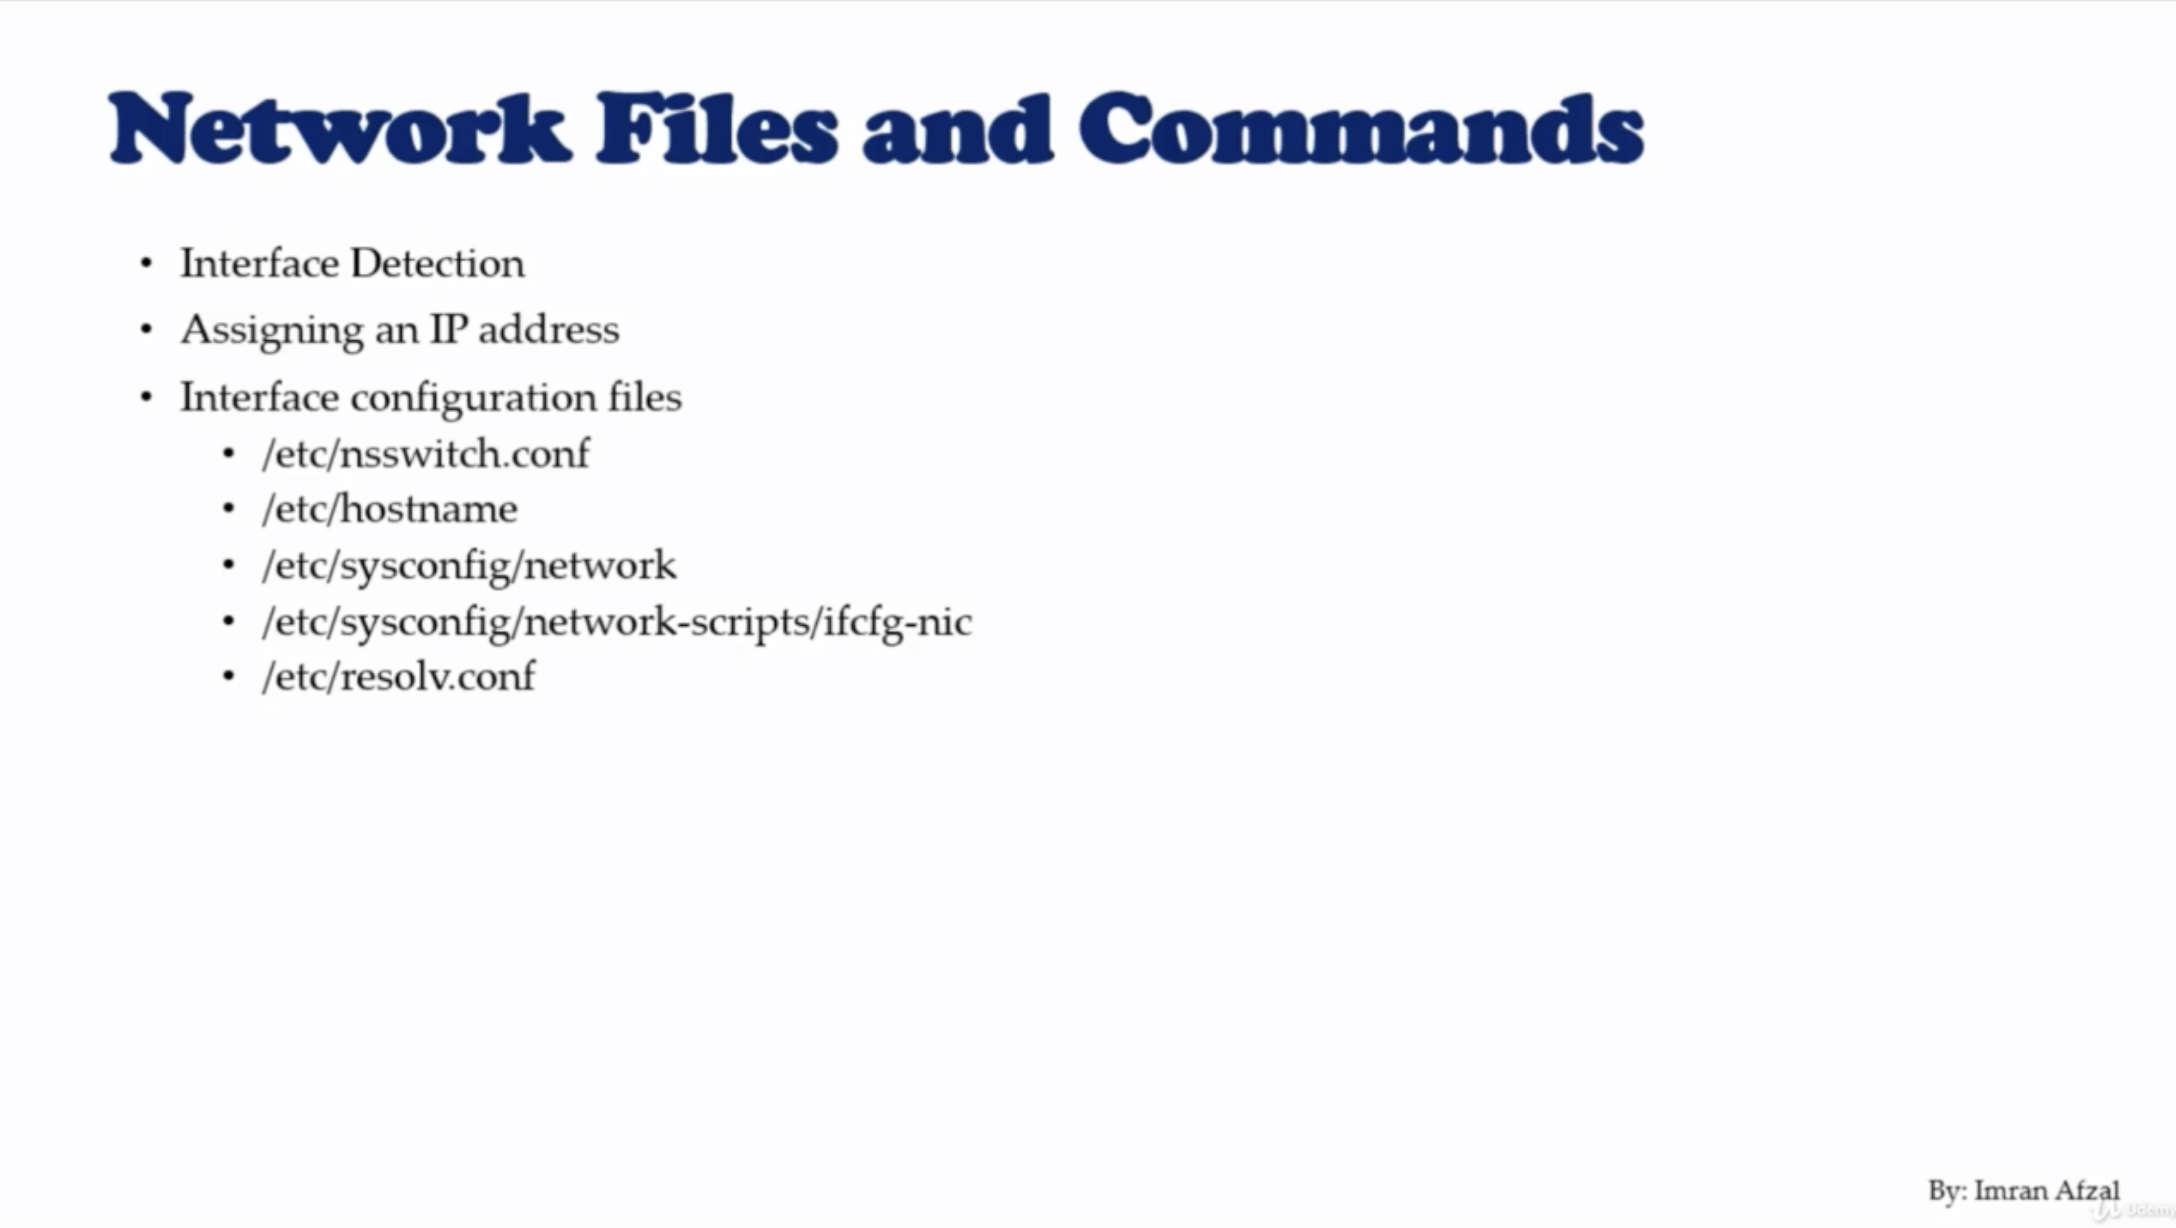 Network Files and Commands
• Interface Detection
• Assigning an IP address
• Interface configuration files
• /etc/nsswitch.conf
• /etc/hostname
• /etc/sysconfig/network
• /etc/sysconfig/network-scripts/ifcfg-nic
• /etc/resolv.conf
By: Imran Afzal
Udemy